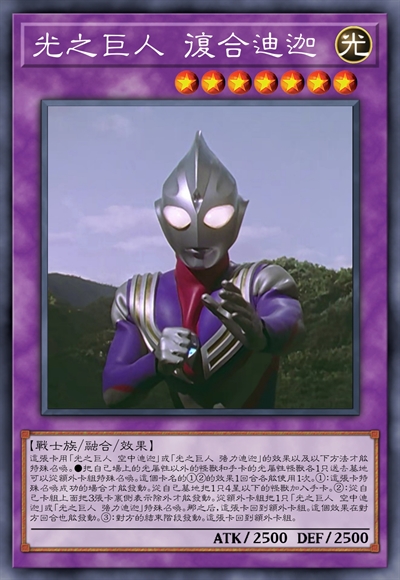 光之巨人 復合迪迦
光
【戰士族/融合/效果】
這張卡用「光之巨人 空中迪迦」或「光之巨人 強力迪迦」的效果以及以下方法才能
特殊召喚。●把自己場上的光屬性以外的怪獸和手卡的光屬性怪獸各1只送去墓地
可以從額外卡組特殊召喚。這個卡名的①②的效果1回合各能使用1次。①:這張卡特
殊召喚成功的場合才能發動。從自己墓地把1只4星以下的怪獸加入手卡。②:從自
己卡組上面把3張卡裏側表示除外才能發動。從額外卡組把1只「光之巨人 空中迪
迦」或「光之巨人 強力迪迦」特殊召喚。那之後,這張卡回到額外卡組。這個效果在對
方回合也能發動。③:對方的結束階段發動。這張卡回到額外卡組。
ATK/2500 DEF/2500